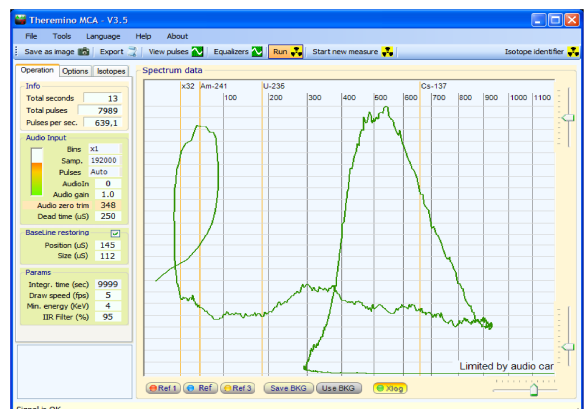 Theremino MCA - V3.5
File Tools Language Help About
Save as image Export View pulses Equalizers Run Start new measure Isotope identifier
Operation Options Isotopes
Info
Total seconds 13
Total pulses 7989
Pulses per sec. 639,1
Audio Input
Bins x1
Samp. 192000
Pulses Auto
AudioIn 0
Audio gain 1.0
Audio zero trim 348
Dead time (uS) 250
BaseLine restoring
Position (uS) 145
Size (uS) 112
Params
Integr. time (sec) 9999
Draw speed (fps) 5
Min. energy (KeV) 4
IIR Filter (%) 95
Spectrum data
x32 Am-241 U-235 Cs-137
100 200 300 400 500 600 700 800 900 1000 1100
Limited by audio car
Ref 1 Ref Ref 3 Save BKG Use BKG Xlog
Signal is OK